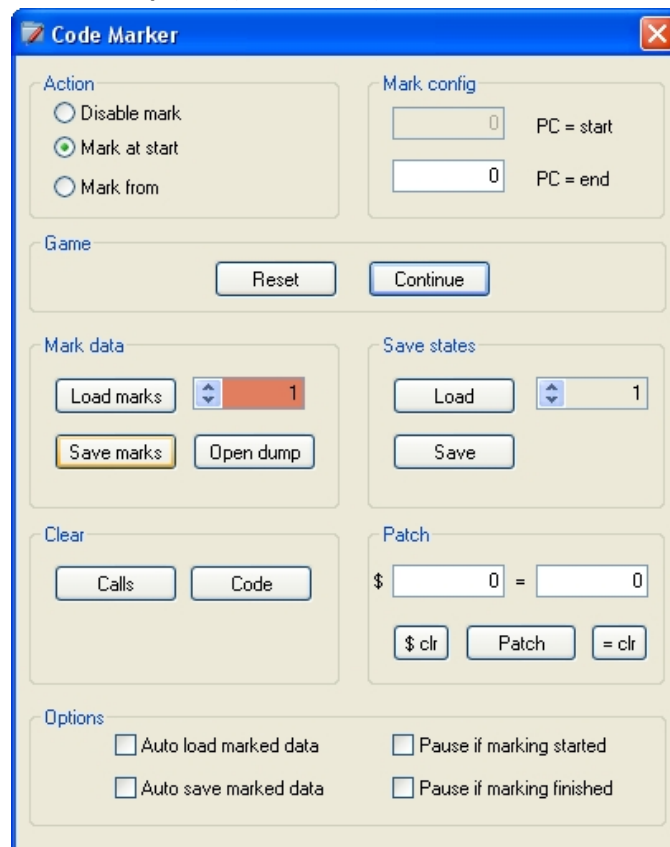 Code Marker
Action
Disable mark
Mark at start
Mark from
Mark config
0 PC = start
0 PC = end
Game
Reset Continue
Mark data
Load marks 1
Save marks Open dump
Save states
Load 1
Save
Clear
Calls Code
Patch
$ 0 = 0
$ clr Patch = clr
Options
Auto load marked data Pause if marking started
Auto save marked data Pause if marking finished